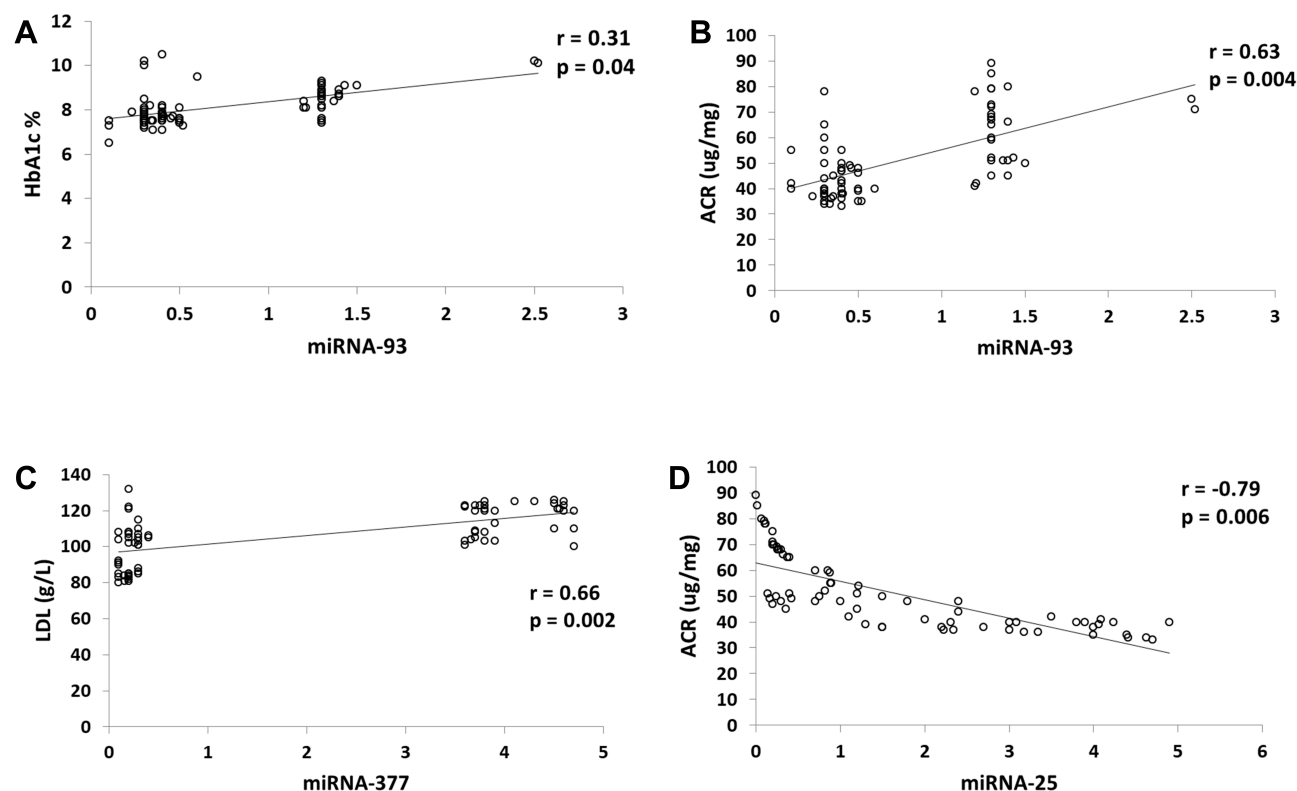 A
r = 0.31
p = 0.04
12
10
8
6
4
2
0
HbA1c %
0 0.5 1 1.5 2 2.5 3
miRNA-93
B
r = 0.63
p = 0.004
100
90
80
70
60
50
40
30
20
10
0
ACR (ug/mg)
0 0.5 1 1.5 2 2.5 3
miRNA-93
C
140
120
100
80
60
40
20
0
LDL (g/L)
r = 0.66
p = 0.002
0 1 2 3 4 5
miRNA-377
D
r = -0.79
p = 0.006
100
90
80
70
60
50
40
30
20
10
0
ACR (ug/mg)
0 1 2 3 4 5 6
miRNA-25